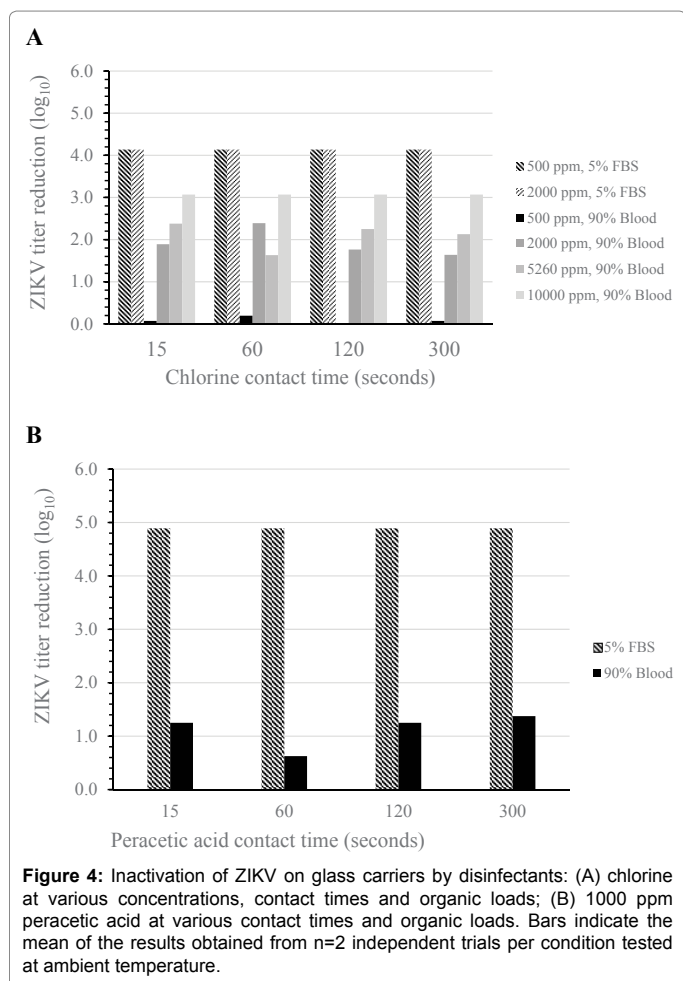 A
ZIKV titer reduction (log10)
6.0
5.0
4.0
3.0
2.0
1.0
0.0
15 60 120 300
Chlorine contact time (seconds)
500 ppm, 5% FBS
2000 ppm, 5% FBS
500 ppm, 90% Blood
2000 ppm, 90% Blood
5260 ppm, 90% Blood
10000 ppm, 90% Blood
B
ZIKV titer reduction (log10)
6.0
5.0
4.0
3.0
2.0
1.0
0.0
15 60 120 300
Peracetic acid contact time (seconds)
5% FBS
90% Blood
Figure 4: Inactivation of ZIKV on glass carriers by disinfectants: (A) chlorine
at various concentrations, contact times and organic loads; (B) 1000 ppm
peracetic acid at various contact times and organic loads. Bars indicate the
mean of the results obtained from n=2 independent trials per condition tested
at ambient temperature.